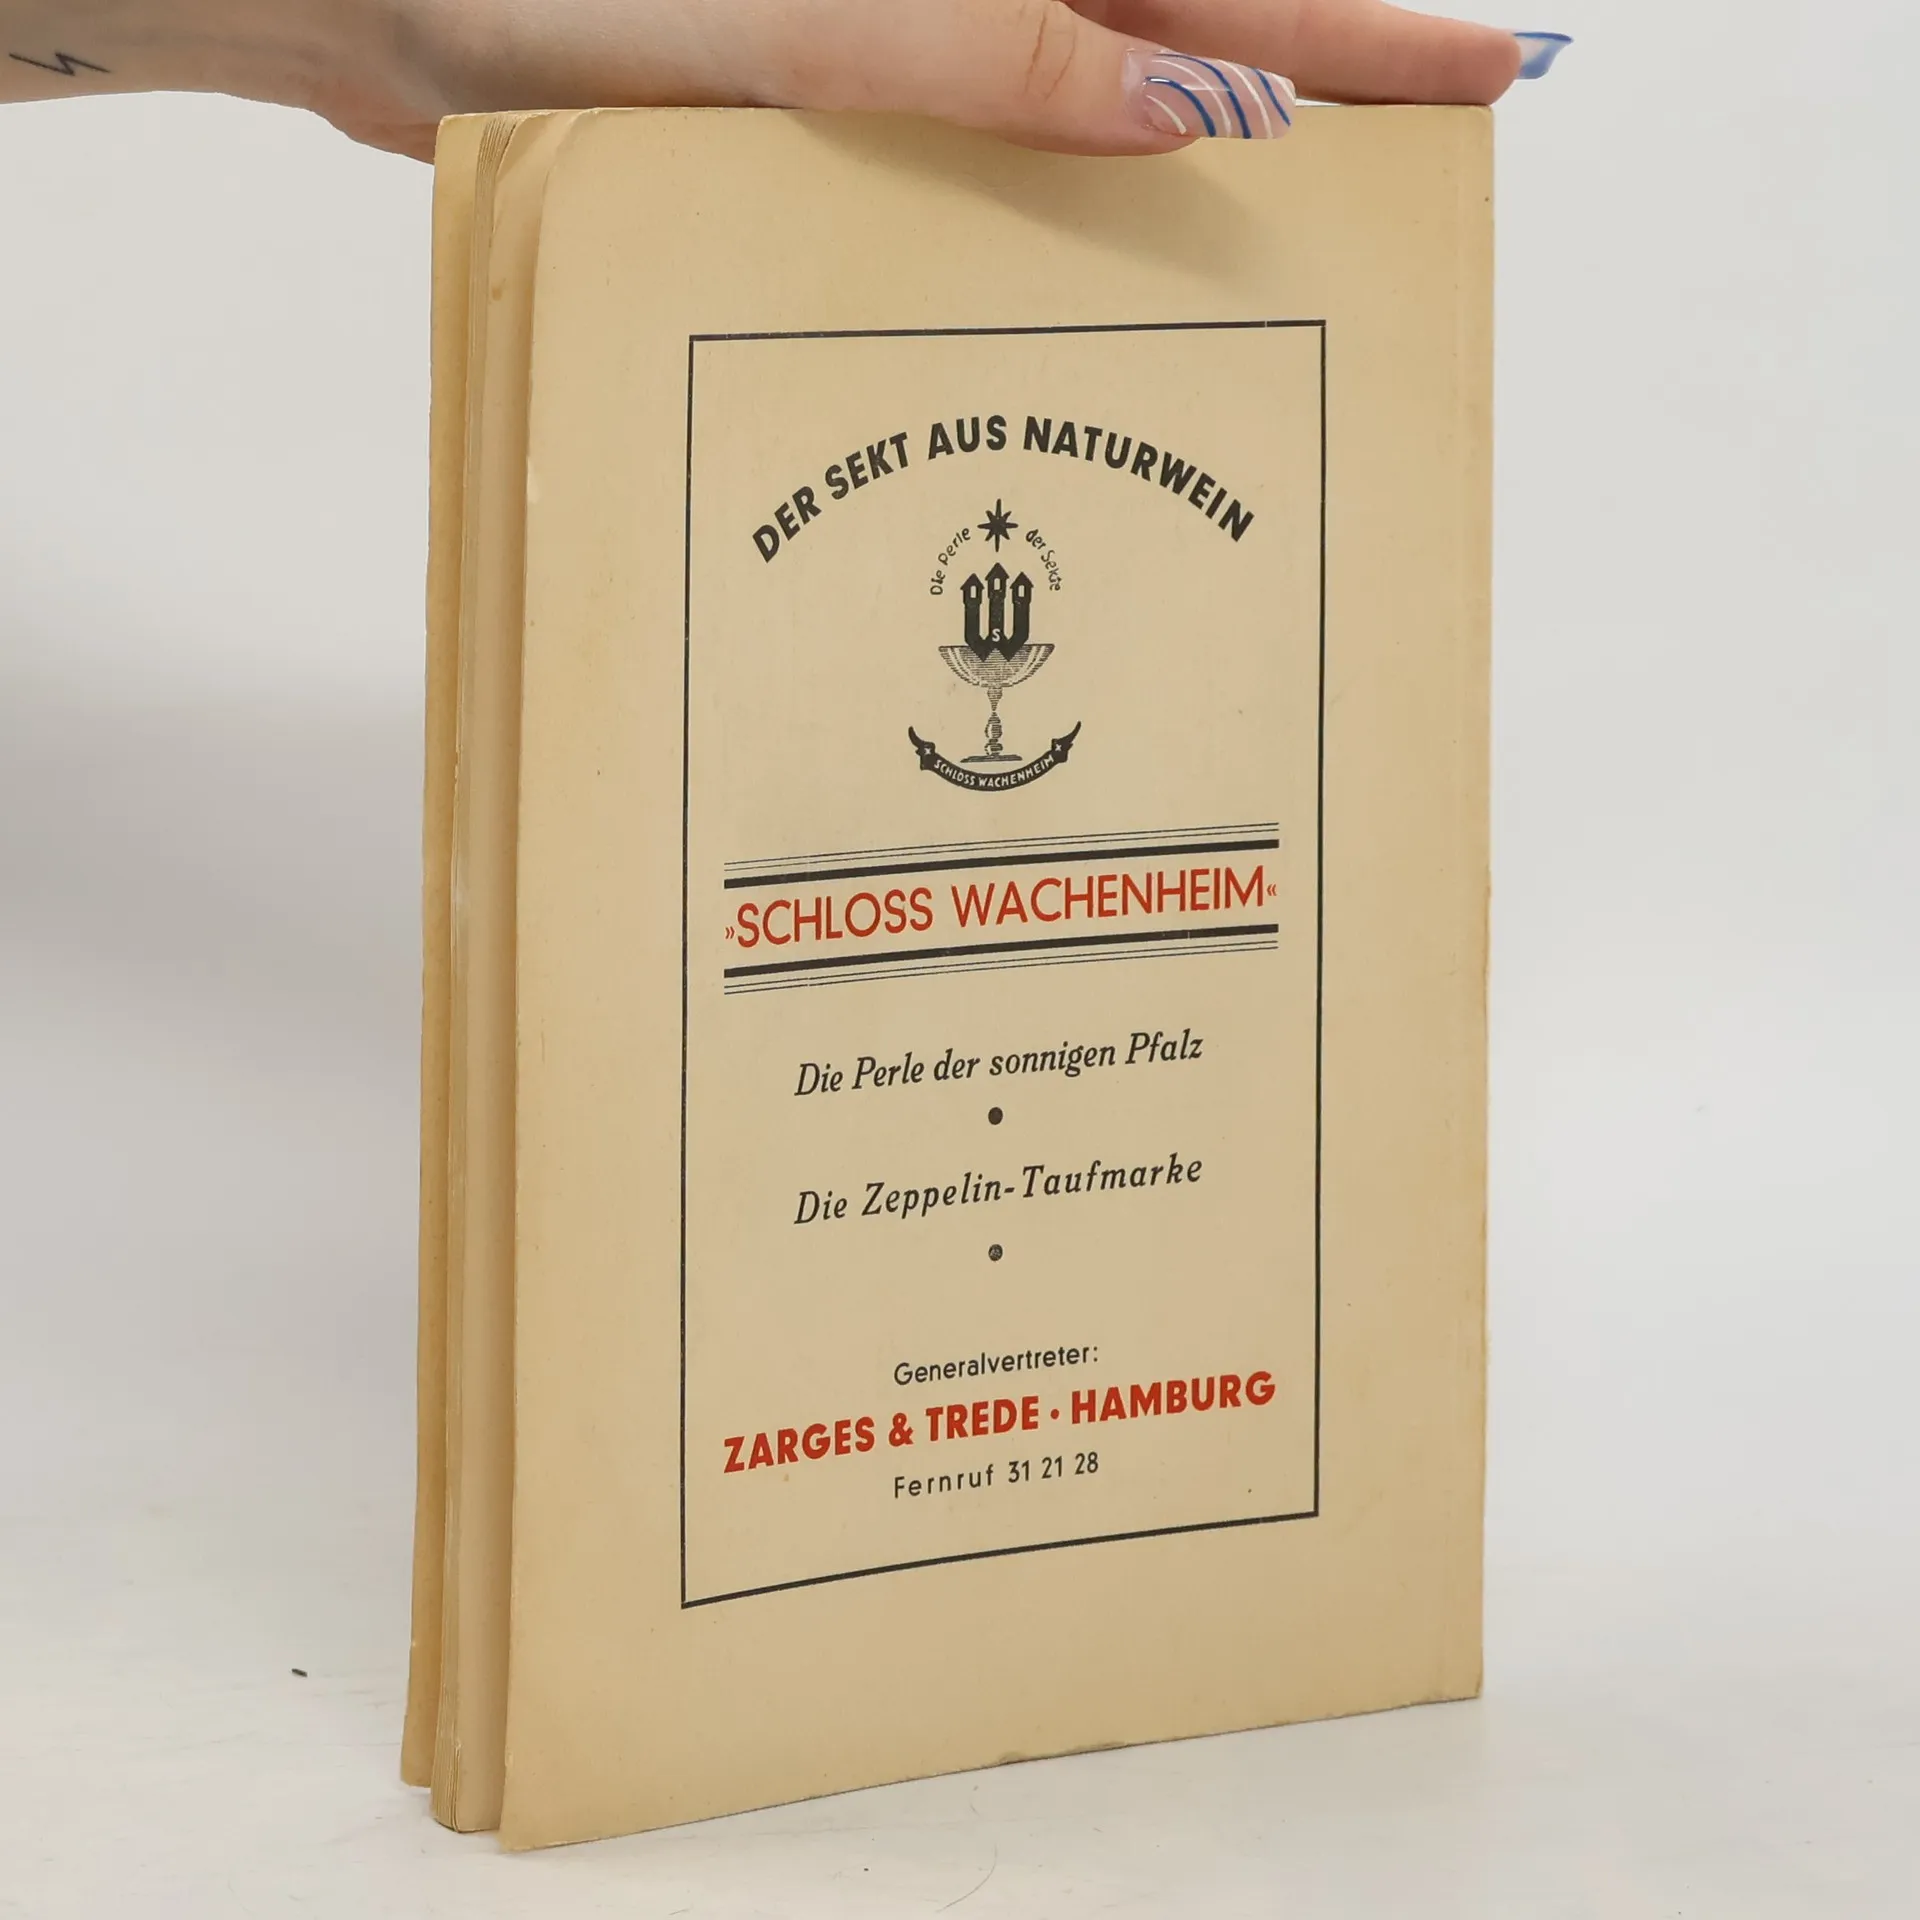 DER SEKT AUS NATURWEIN
Die Perle der Sekte
WS
SCHLOSS WACHENHEIM
»SCHLOSS WACHENHEIM«
Die Perle der sonnigen Pfalz
Die Zeppelin-Taufmarke
Generalvertreter:
ZARGES & TREDE • HAMBURG
Fernruf 31 21 28